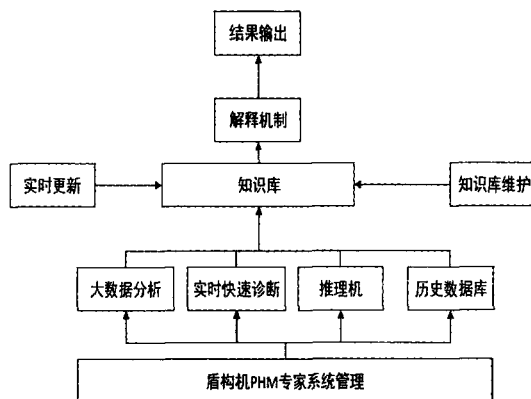 结果输出
解释机制
实时更新
知识库
知识库维护
大数据分析
实时快速诊断
推理机
历史数据库
盾构机PHM专家系统管理